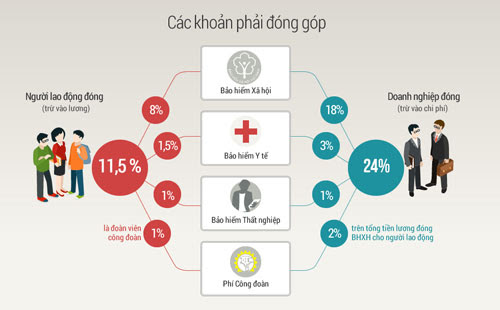 Các khoản phải đóng góp
Người lao động đóng
(trừ vào lương)
Doanh nghiệp đóng
(trừ vào chi phí)
Bảo hiểm Xã hội
8%
18%
Bảo hiểm Y tế
1,5%
3%
11,5 %
24%
Bảo hiểm Thất nghiệp
1%
1%
là đoàn viên
công đoàn
1%
2%
trên tổng tiền lương đóng
BHXH cho người lao động
Phí Công đoàn